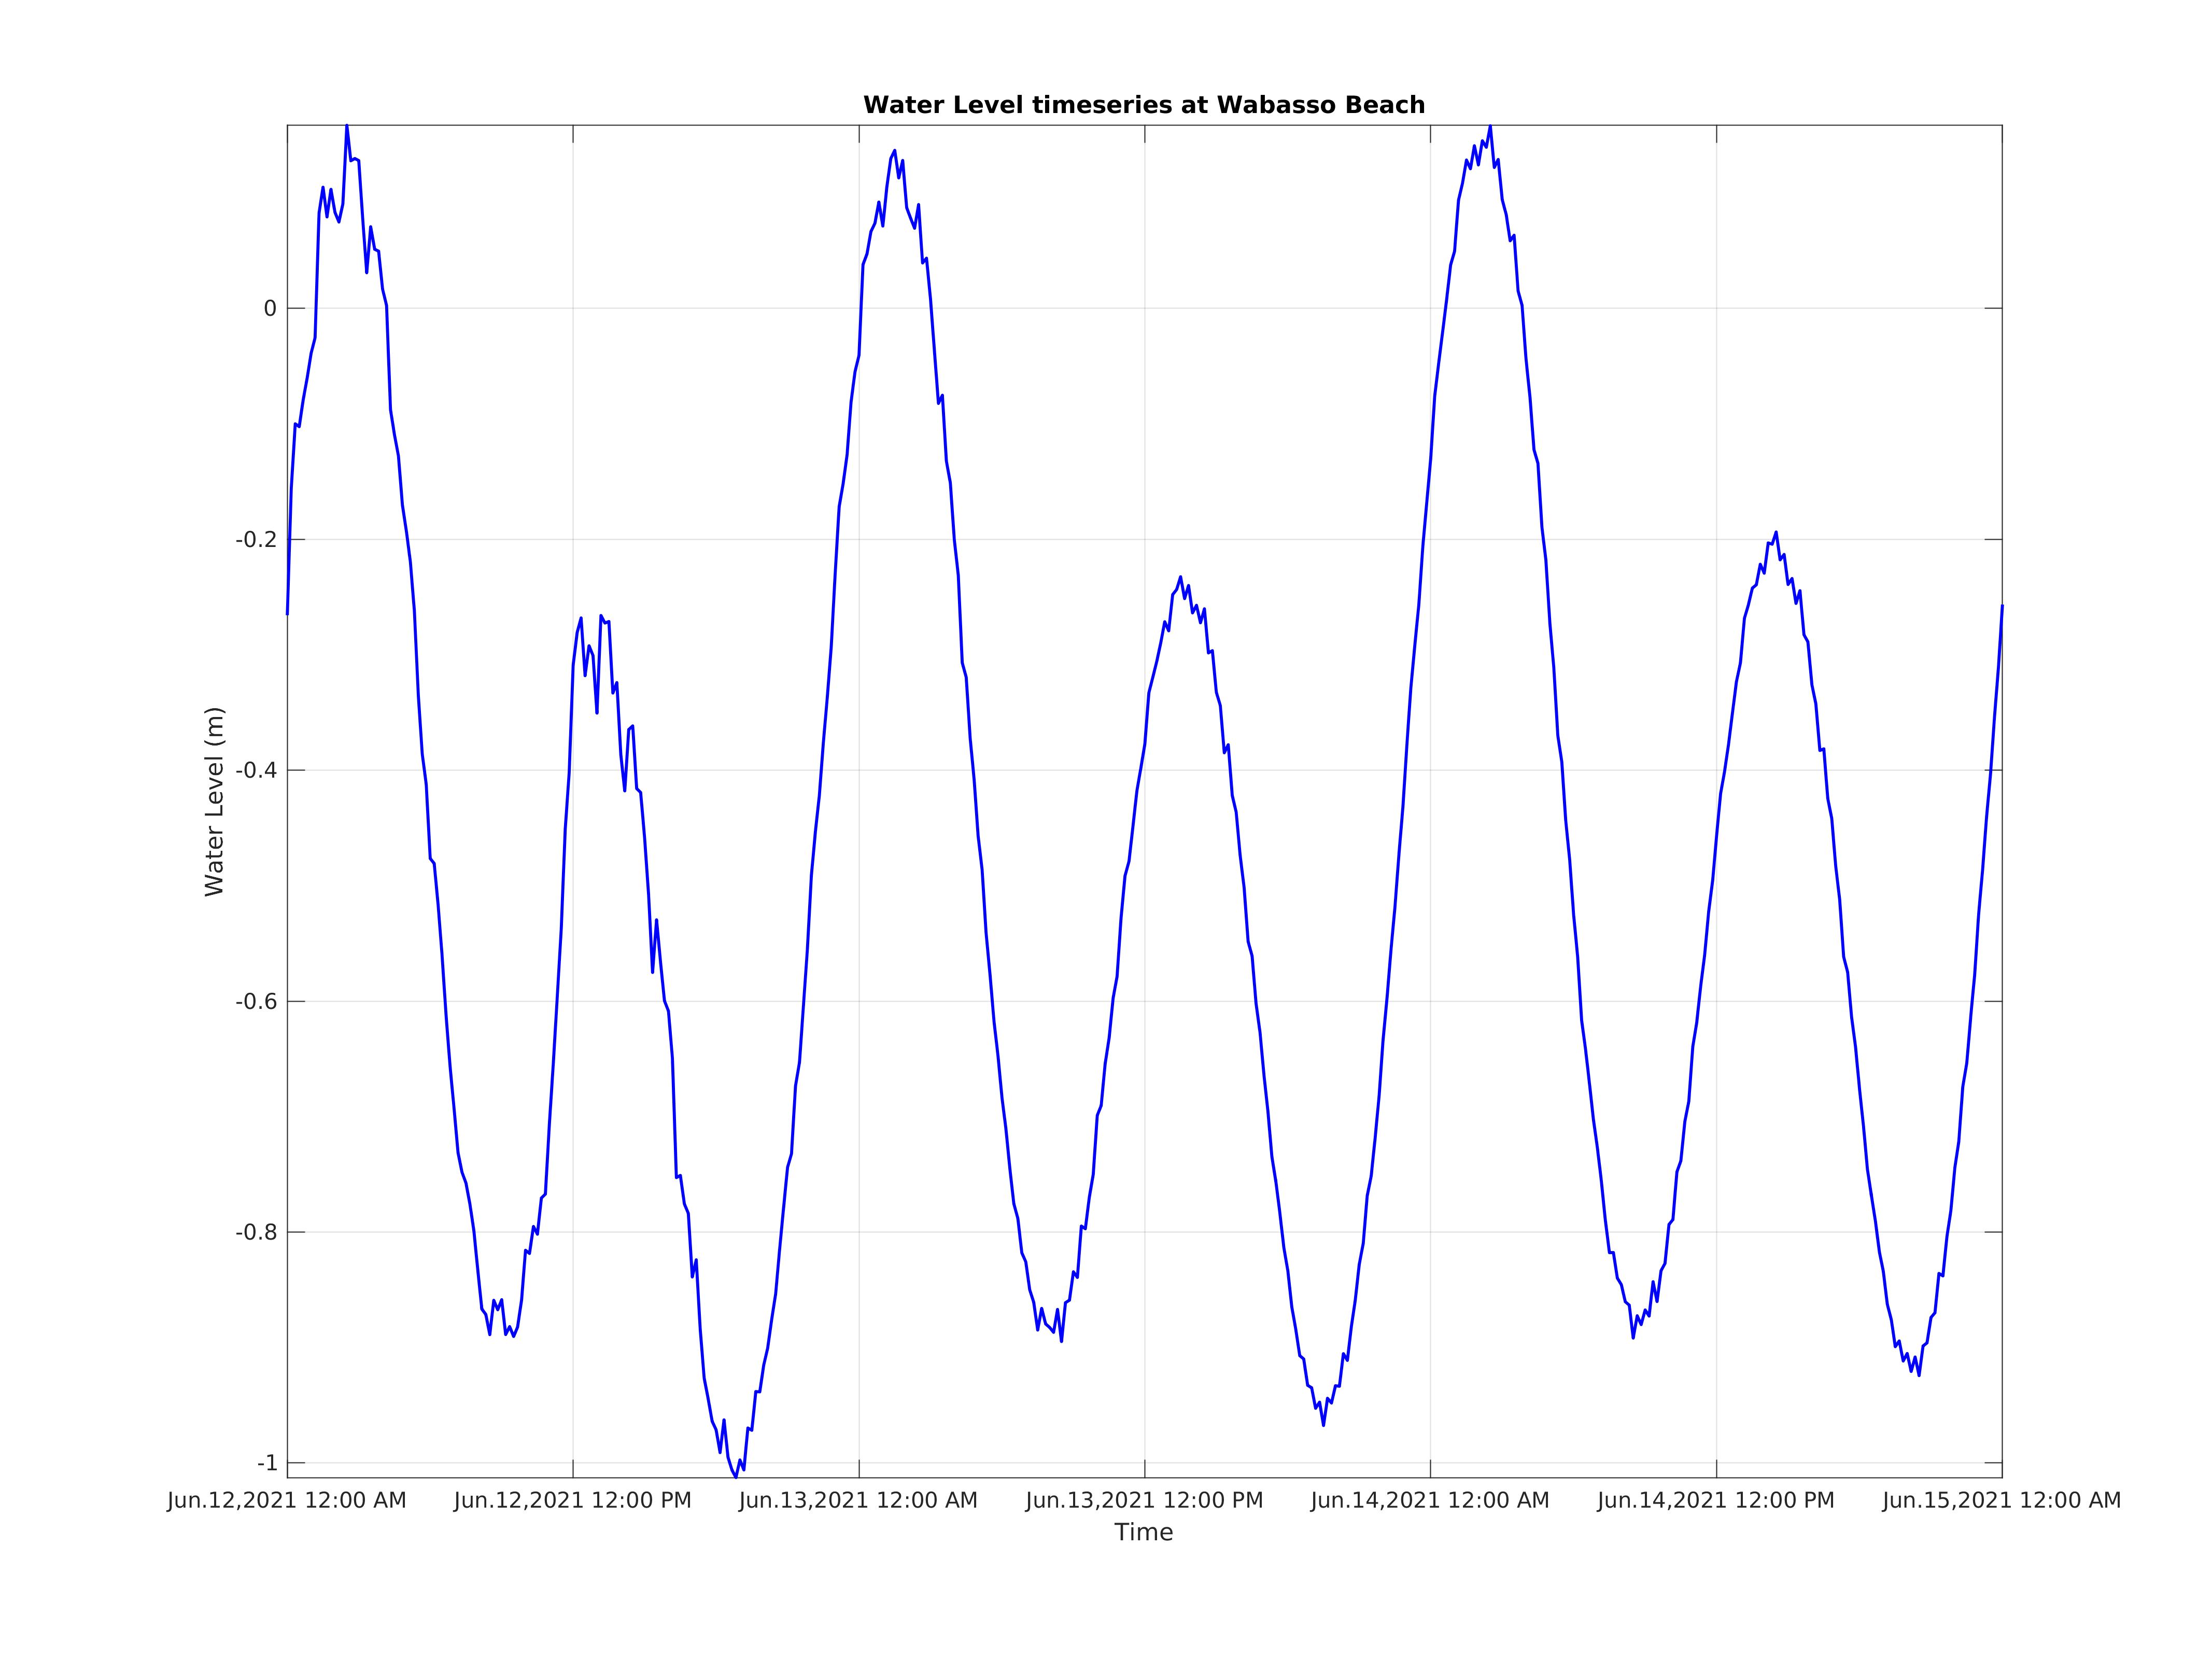 Water Level timeseries at Wabasso Beach
0
-0.2
-0.4
-0.6
-0.8
-1
Water Level (m)
Jun.12,2021 12:00 AM Jun.12,2021 12:00 PM Jun.13,2021 12:00 AM Jun.13,2021 12:00 PM Jun.14,2021 12:00 AM Jun.14,2021 12:00 PM Jun.15,2021 12:00 AM
Time